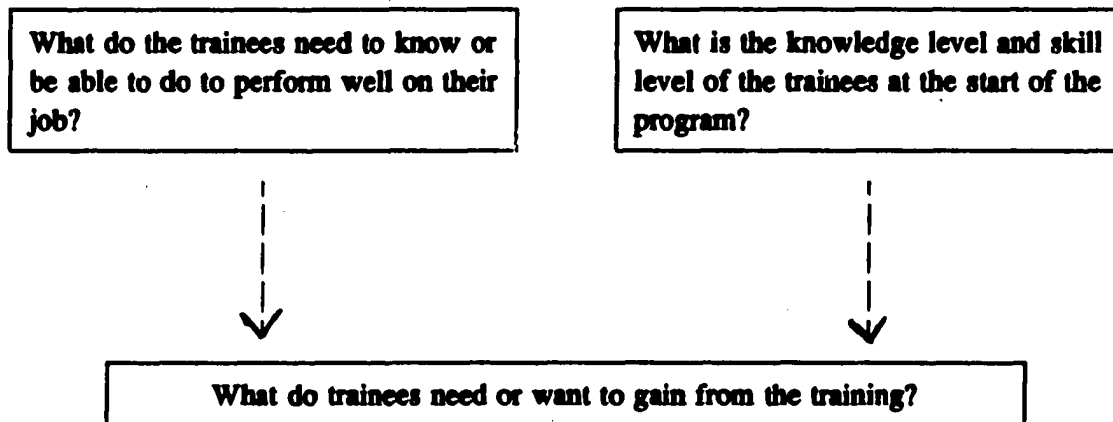 What do the trainees need to know or
be able to do to perform well on their
job?
What is the knowledge level and skill
level of the trainees at the start of the
program?
What do trainees need or want to gain from the training?